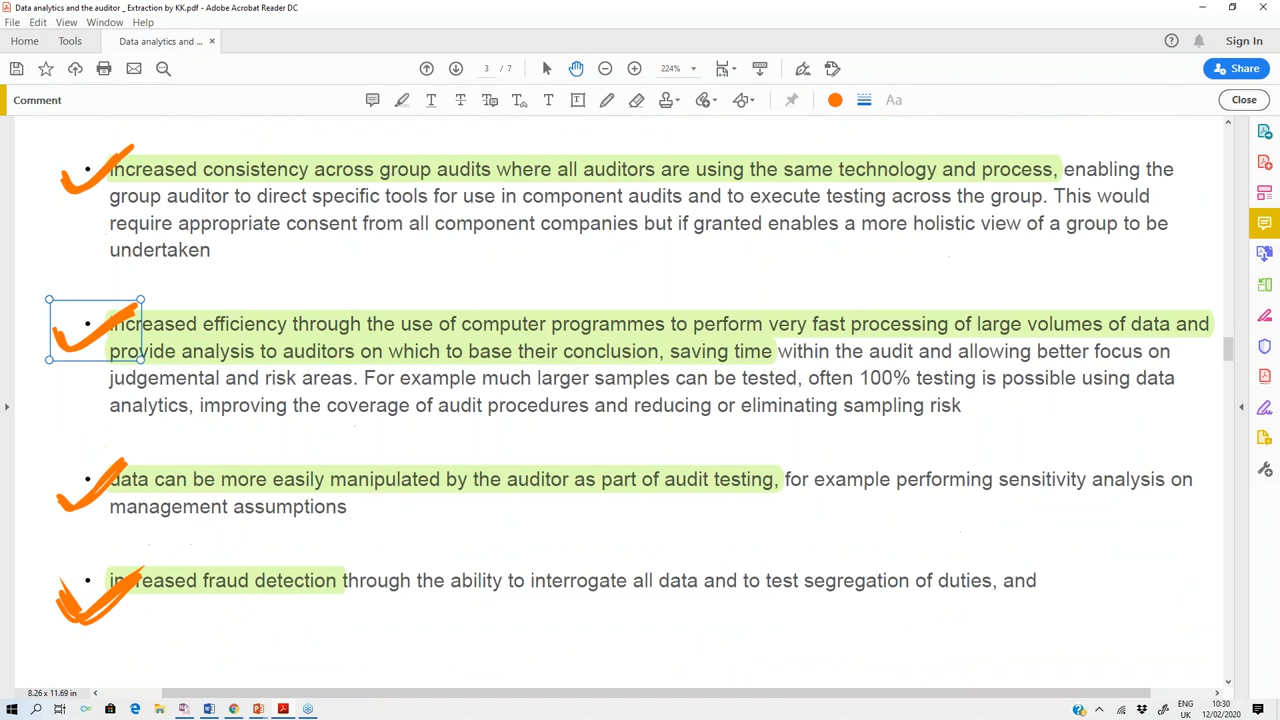 Data analytics and the auditor _ Extraction by KK.pdf - Adobe Acrobat Reader DC
File Edit View Window Help
Home Tools Data analytics and ... × Sign In
3 / 7 224% Share
Comment Aa Close
• increased consistency across group audits where all auditors are using the same technology and process, enabling the
group auditor to direct specific tools for use in component audits and to execute testing across the group. This would
require appropriate consent from all component companies but if granted enables a more holistic view of a group to be
undertaken
• increased efficiency through the use of computer programmes to perform very fast processing of large volumes of data and
provide analysis to auditors on which to base their conclusion, saving time within the audit and allowing better focus on
judgemental and risk areas. For example much larger samples can be tested, often 100% testing is possible using data
analytics, improving the coverage of audit procedures and reducing or eliminating sampling risk
• data can be more easily manipulated by the auditor as part of audit testing, for example performing sensitivity analysis on
management assumptions
• increased fraud detection through the ability to interrogate all data and to test segregation of duties, and
8.26 x 11.69 in
ENG 10:30
UK 12/02/2020